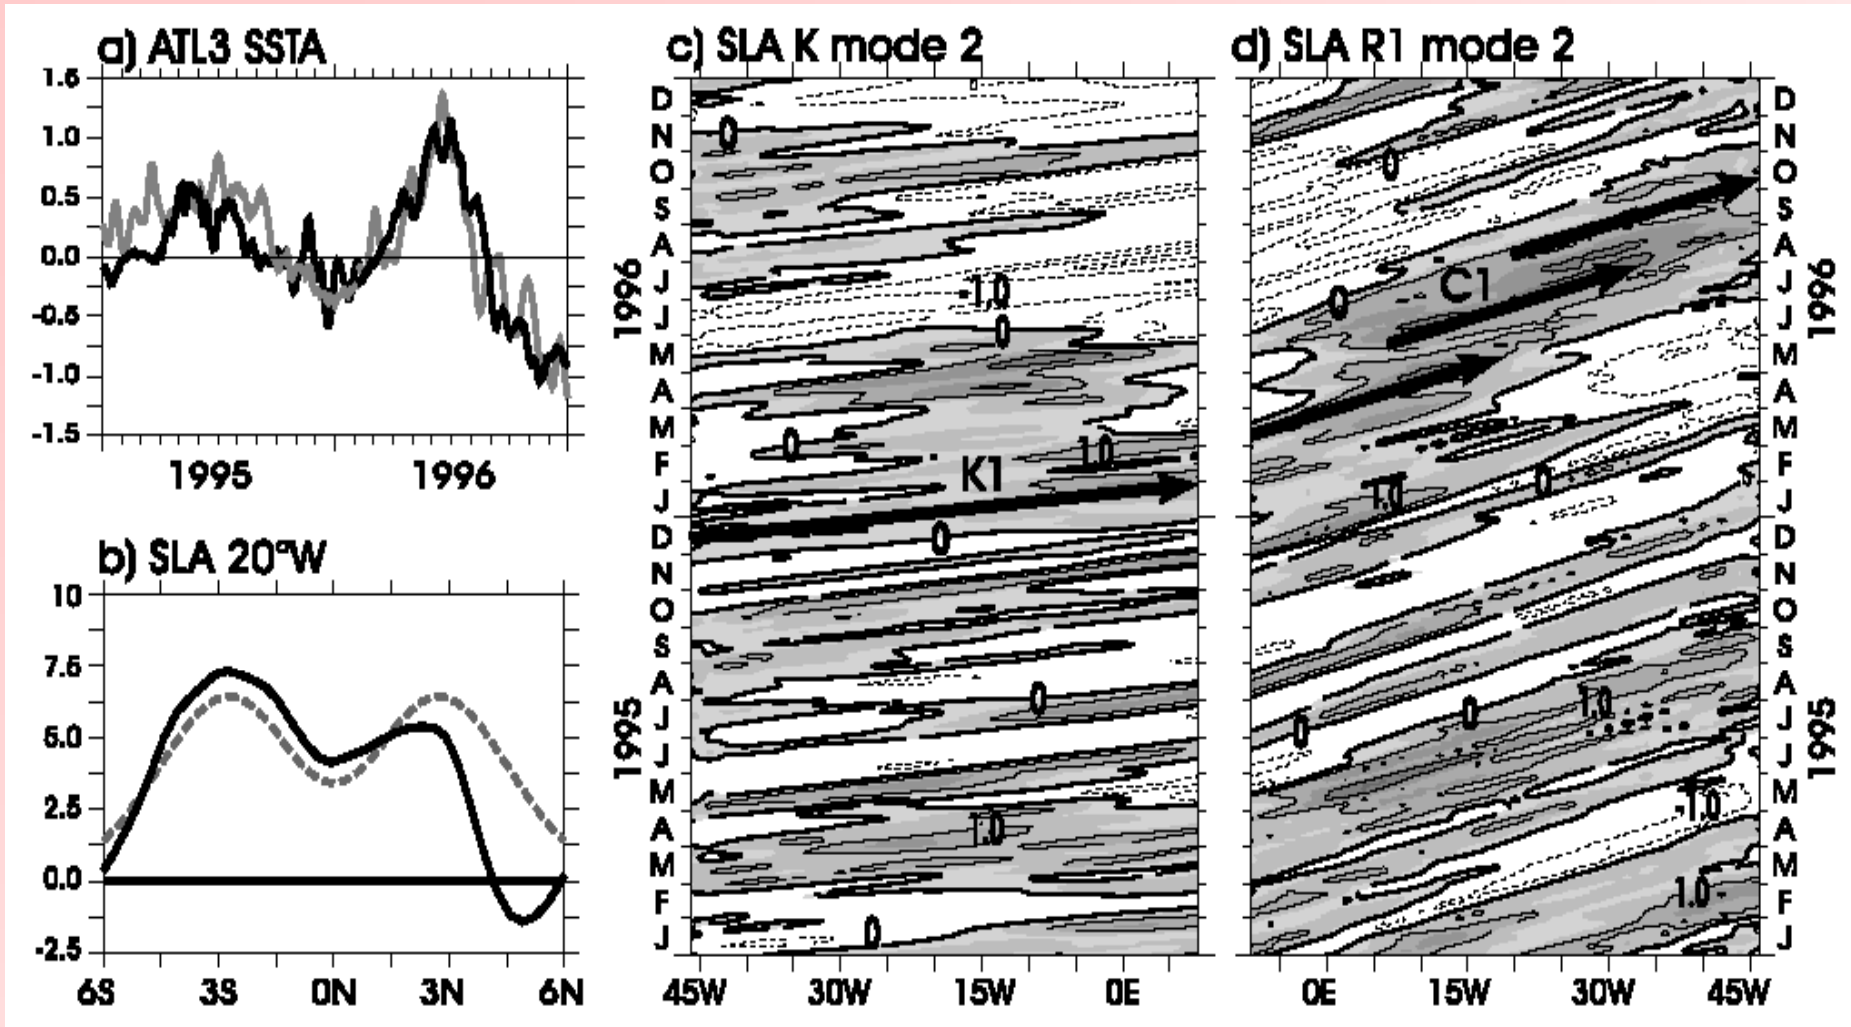 a) ATL3 SSTA
1.6
1.0
0.5
0.0
-0.5
-1.0
-1.5
1995 1996
b) SLA 20°W
10
7.5
5.0
2.5
0.0
-2.5
6S 3S 0N 3N 6N
c) SLA K mode 2
D
N
O
S
A
J
J
M
A
M
F
J
D
N
O
S
A
J
J
M
A
M
F
J
1996
1995
0
-1.0
0
0
1.0
K1
0
0
1.0
0
45W 30W 15W 0E
d) SLA R1 mode 2
0
C1
0
1.0
0
1.0
0
0
-1.0
1.0
D
N
O
S
A
J
J
M
A
M
F
J
D
N
O
S
A
J
J
M
A
M
F
J
1996
1995
0E 15W 30W 45W